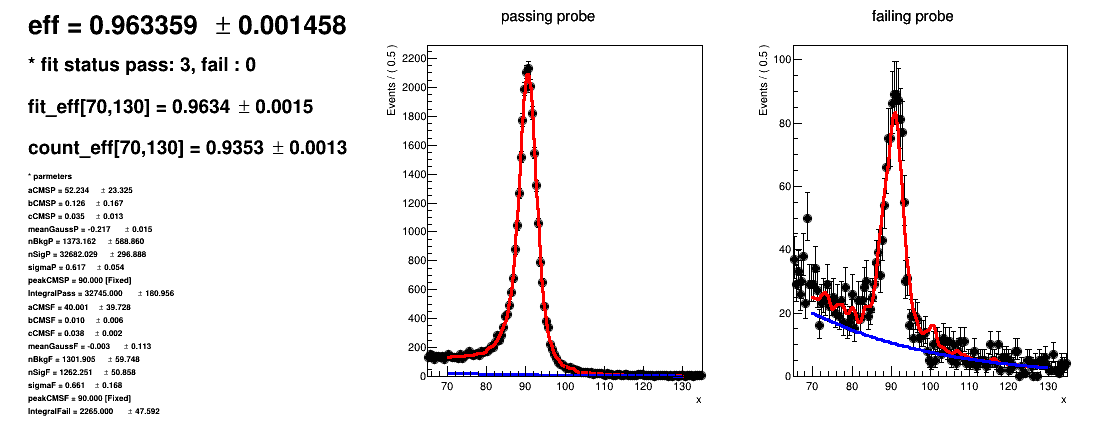 eff = 0.963359 ± 0.001458
* fit status pass: 3, fail : 0
fit_eff[70,130] = 0.9634 ± 0.0015
count_eff[70,130] = 0.9353 ± 0.0013
* parmeters
aCMSP = 52.234 ± 23.325
bCMSP = 0.126 ± 0.167
cCMSP = 0.035 ± 0.013
meanGaussP = -0.217 ± 0.015
nBkgP = 1373.162 ± 588.860
nSigP = 32682.029 ± 296.888
sigmaP = 0.617 ± 0.054
peakCMSP = 90.000 [Fixed]
IntegralPass = 32745.000 ± 180.956
aCMSF = 40.001 ± 39.728
bCMSF = 0.010 ± 0.006
cCMSF = 0.038 ± 0.002
meanGaussF = -0.003 ± 0.113
nBkgF = 1301.905 ± 59.748
nSigF = 1262.251 ± 50.858
sigmaF = 0.661 ± 0.168
peakCMSF = 90.000 [Fixed]
IntegralFail = 2265.000 ± 47.592
passing probe
Events / ( 0.5 )
2200
2000
1800
1600
1400
1200
1000
800
600
400
200
0
70 80 90 100 110 120 130
x
failing probe
Events / ( 0.5 )
100
80
60
40
20
0
70 80 90 100 110 120 130
x